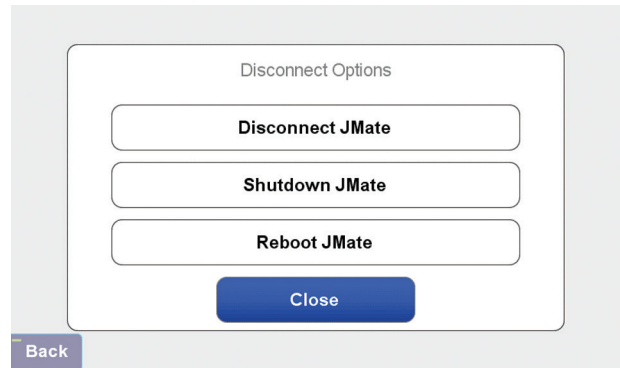 Disconnect Options
Disconnect JMate
Shutdown JMate
Reboot JMate
Close
Back